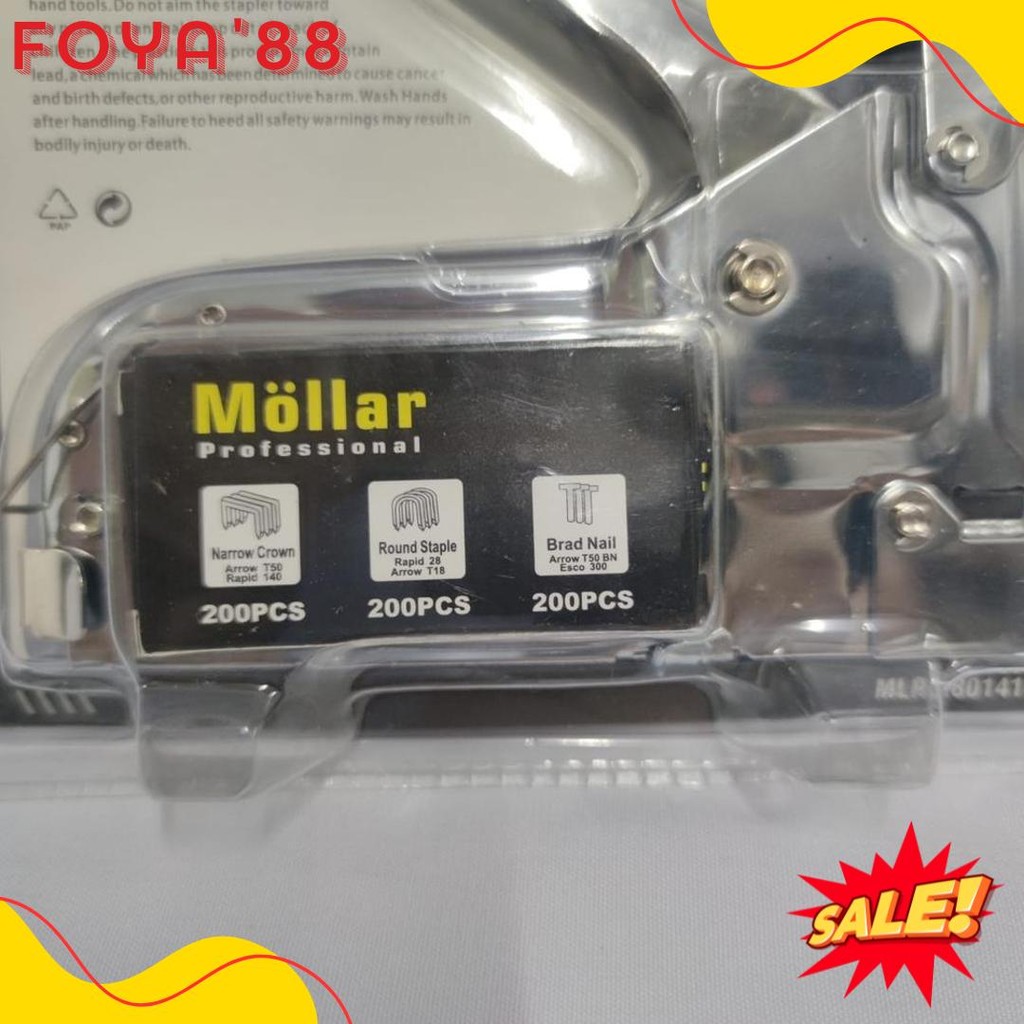 hand tools. Do not aim the stapler toward
FOYA'88
lead, a chemical which has been determined to cause cancer
and birth defects, or other reproductive harm. Wash Hands
after handling. Failure to heed all safety warnings may result in
bodily injury or death.
PAP
Möllar
Professional
Narrow Crown
Arrow T50
Rapid 140
200PCS
Round Staple
Rapid 28
Arrow T18
200PCS
Brad Nail
Arrow T50 BN
Esco 300
200PCS
SALE!